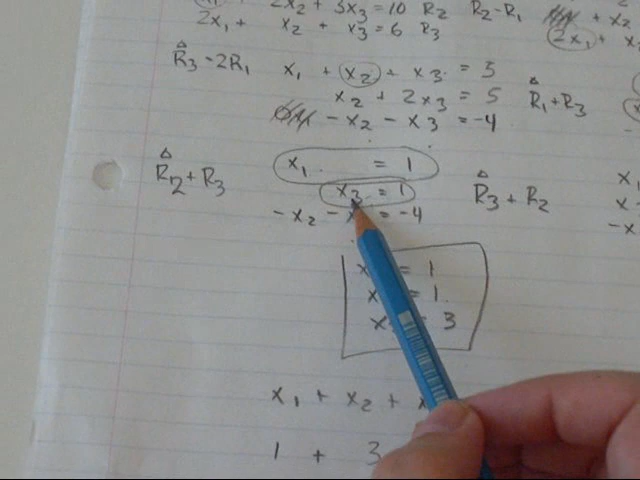 2x₂ + 3x₃ = 10 R₂ R₂-R₁
2x₁ + x₂ + x₃ = 6 R₃
+ x₂
2x₁ + x
R₃ - 2R₁
x₁ + x₂ + x₃ = 5
x₂ + 2x₃ = 5
R₁ + R₃
-x₂ - x₃ = -4
R₂ + R₃
x₁ = 1
x₃ = 1
R₃ + R₂
-x₂ - x = -4
x = 1
x = 1
x = 3
x₁ + x₂ +
1 + 3